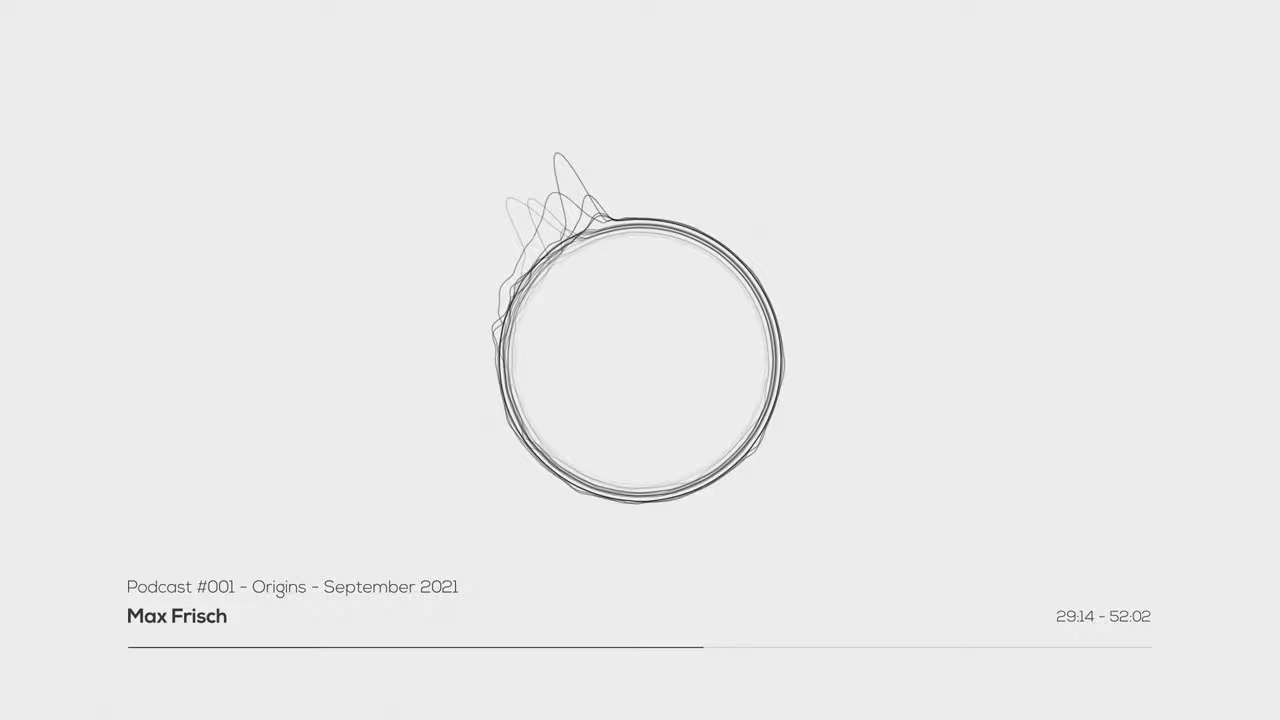 Podcast #001 - Origins - September 2021
Max Frisch
29:14 - 52:02